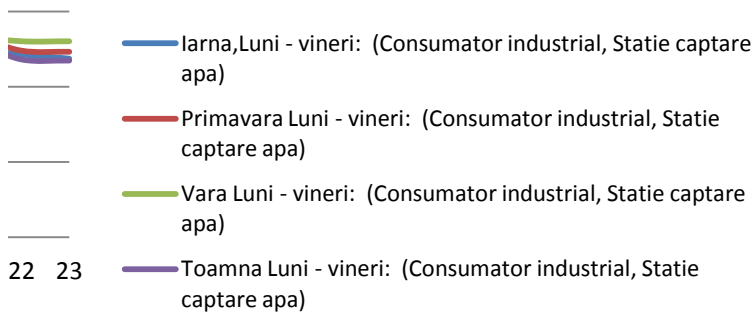 Iarna,Luni - vineri:  (Consumator industrial, Statie captare
apa)
Primavara Luni - vineri:  (Consumator industrial, Statie
captare apa)
Vara Luni - vineri:  (Consumator industrial, Statie captare
apa)
22 23
Toamna Luni - vineri:  (Consumator industrial, Statie
captare apa)